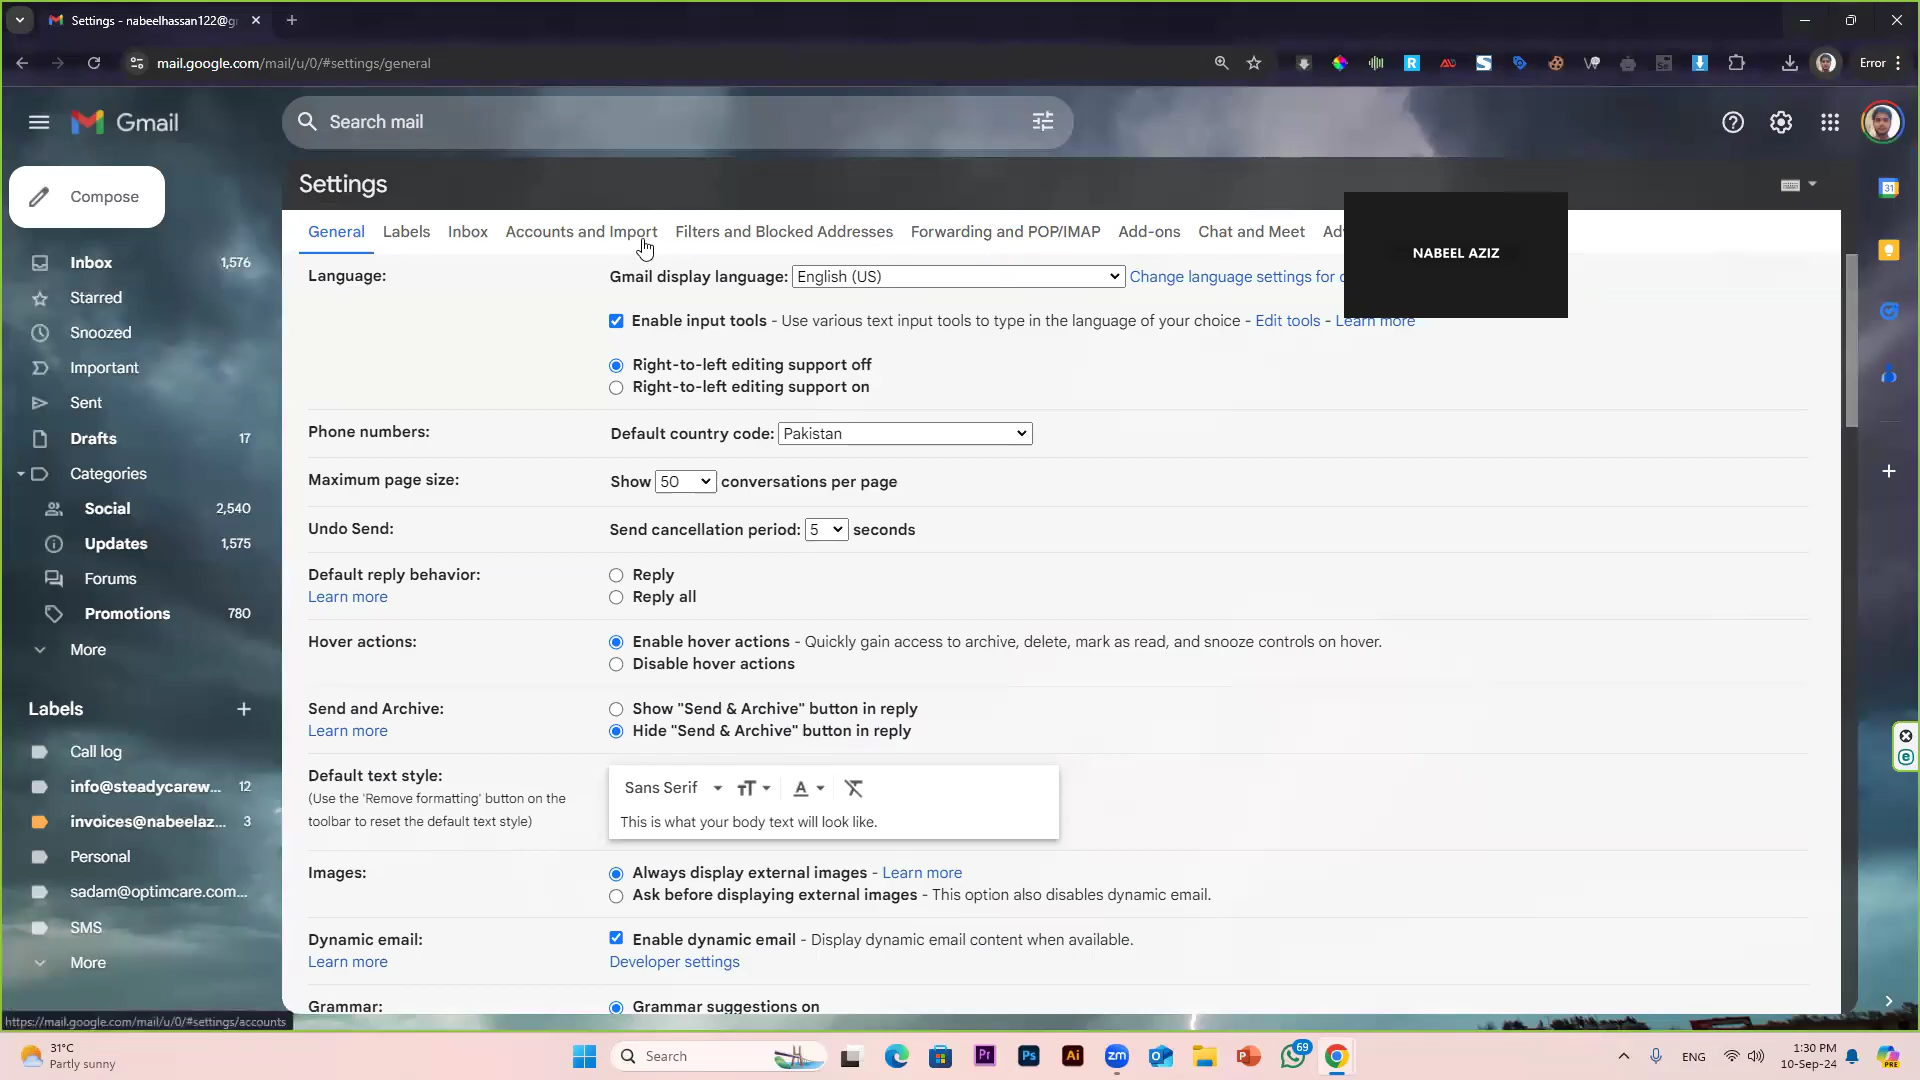 Settings - nabeelhassan122@g
mail.google.com/mail/u/0/#settings/general
Error
Gmail
Search mail
Compose
Inbox 1,576
Starred
Snoozed
Important
Sent
Drafts 17
Categories
Social 2,540
Updates 1,575
Forums
Promotions 780
More
Labels
Call log
info@steadycarew... 12
invoices@nabeelaz... 3
Personal
sadam@optimcare.com...
SMS
More
Settings
General Labels Inbox Accounts and Import Filters and Blocked Addresses Forwarding and POP/IMAP Add-ons Chat and Meet Ad
NABEEL AZIZ
Language: Gmail display language: English (US) Change language settings for o
Enable input tools - Use various text input tools to type in the language of your choice - Edit tools - Learn more
Right-to-left editing support off
Right-to-left editing support on
Phone numbers: Default country code: Pakistan
Maximum page size: Show 50 conversations per page
Undo Send: Send cancellation period: 5 seconds
Default reply behavior: Reply
Learn more Reply all
Hover actions: Enable hover actions - Quickly gain access to archive, delete, mark as read, and snooze controls on hover.
Disable hover actions
Send and Archive: Show "Send & Archive" button in reply
Learn more Hide "Send & Archive" button in reply
Default text style:
(Use the 'Remove formatting' button on the
toolbar to reset the default text style)
Sans Serif
This is what your body text will look like.
Images: Always display external images - Learn more
Ask before displaying external images - This option also disables dynamic email.
Dynamic email: Enable dynamic email - Display dynamic email content when available.
Learn more Developer settings
Grammar: Grammar suggestions on
31
https://mail.google.com/mail/u/0/#settings/accounts
31°C
Partly sunny
Search
Pr
Ps
Ai
zm
69
ENG
1:30 PM
10-Sep-24